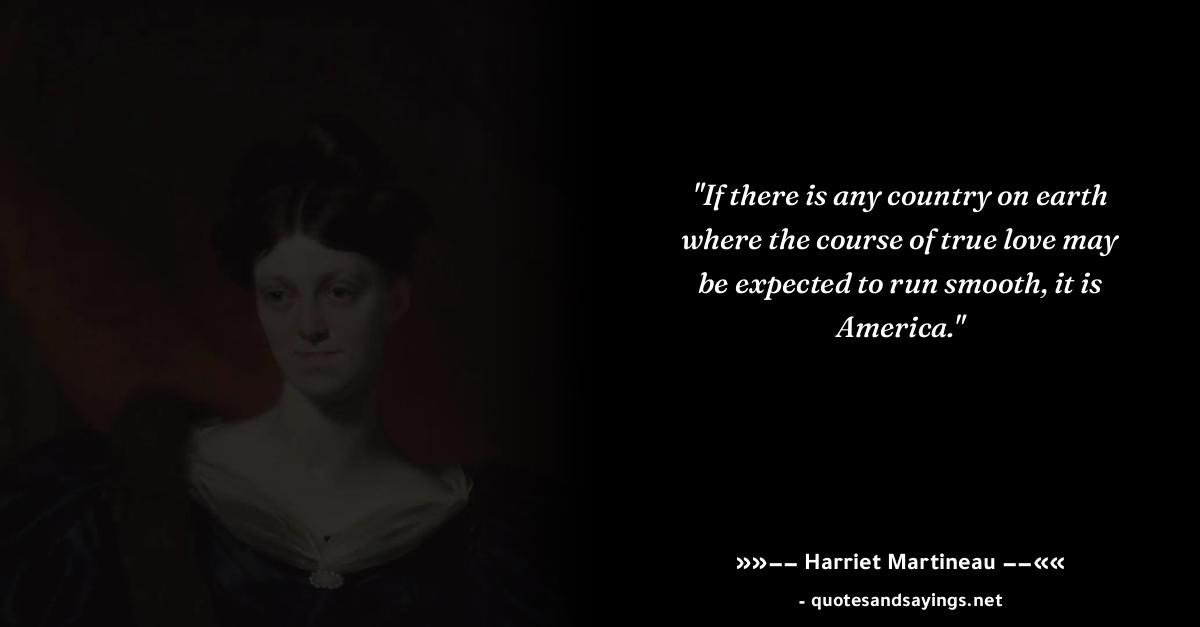 "If there is any country on earth
where the course of true love may
be expected to run smooth, it is
America."
»»−− Harriet Martineau −−««
- quotesandsayings.net